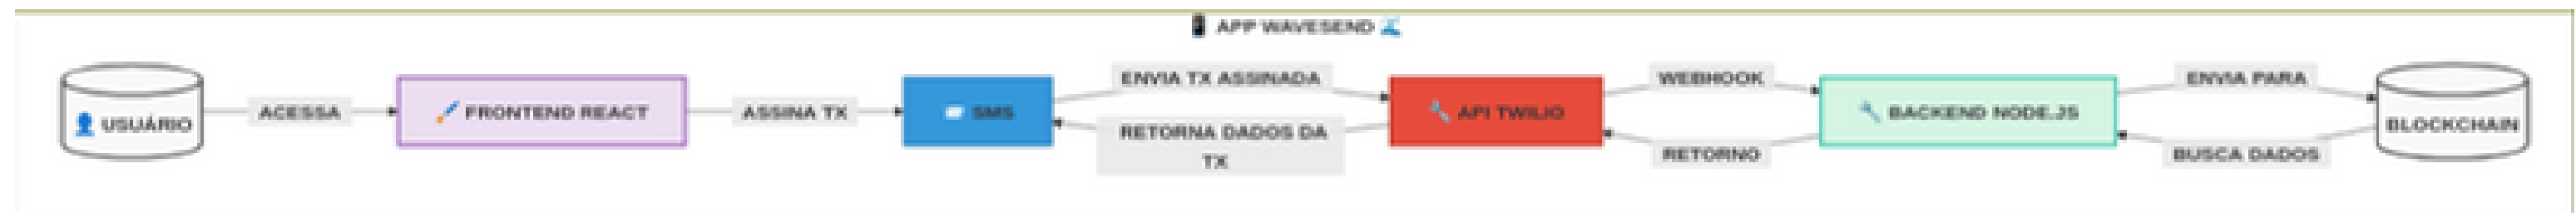 APP WAVESEND
ENVIA TX ASSINADA
WEBHOOK
ENVIA PARA
USUÁRIO
ACESSA
FRONTEND REACT
ASSINA TX
SMS
API TWILIO
BACKEND NODE.JS
BLOCKCHAIN
RETORNA DADOS DA
TX
RETORNO
BUSCA DADOS